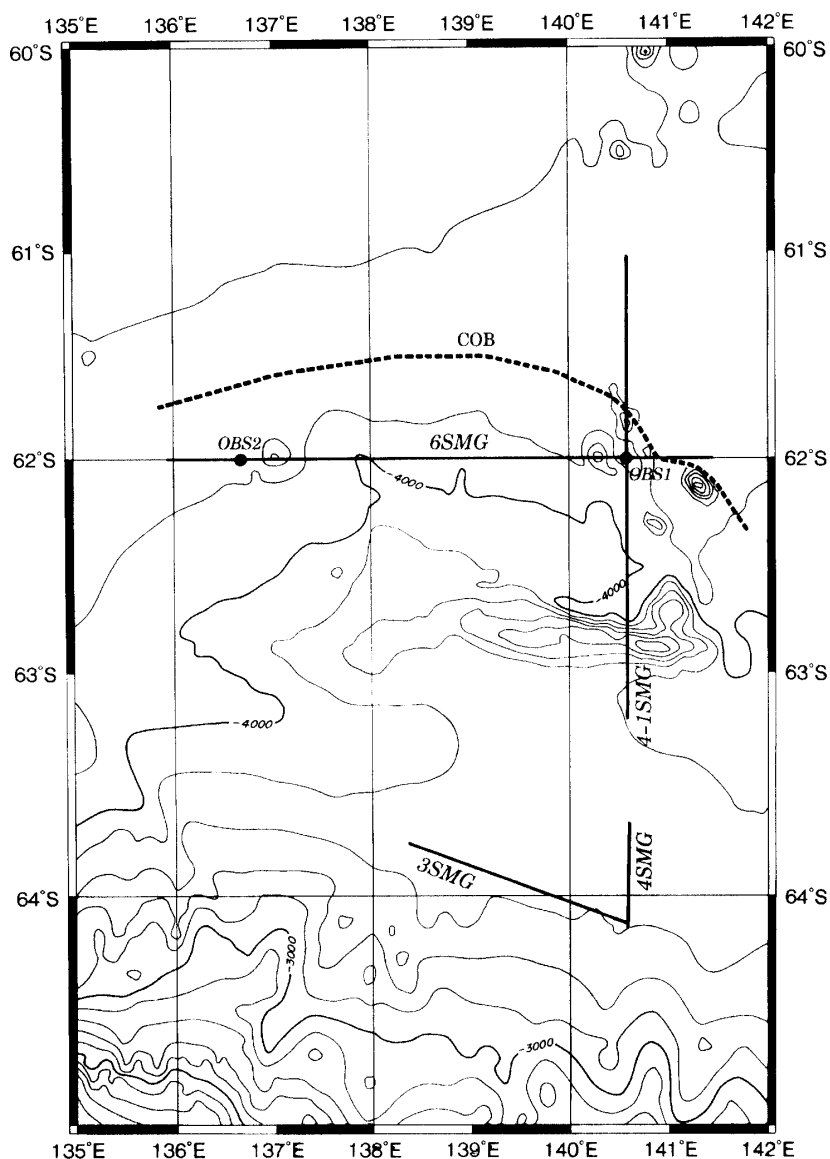 135˚E 136˚E 137˚E 138˚E 139˚E 140˚E 141˚E 142˚E
60˚S 60˚S
61˚S 61˚S
COB
OBS2 6SMG
62˚S 62˚S
OBS1
-4000
-4000
63˚S 63˚S
4-1SMG
-4000
3SMG 4SMG
64˚S 64˚S
-3000
-3000
135˚E 136˚E 137˚E 138˚E 139˚E 140˚E 141˚E 142˚E